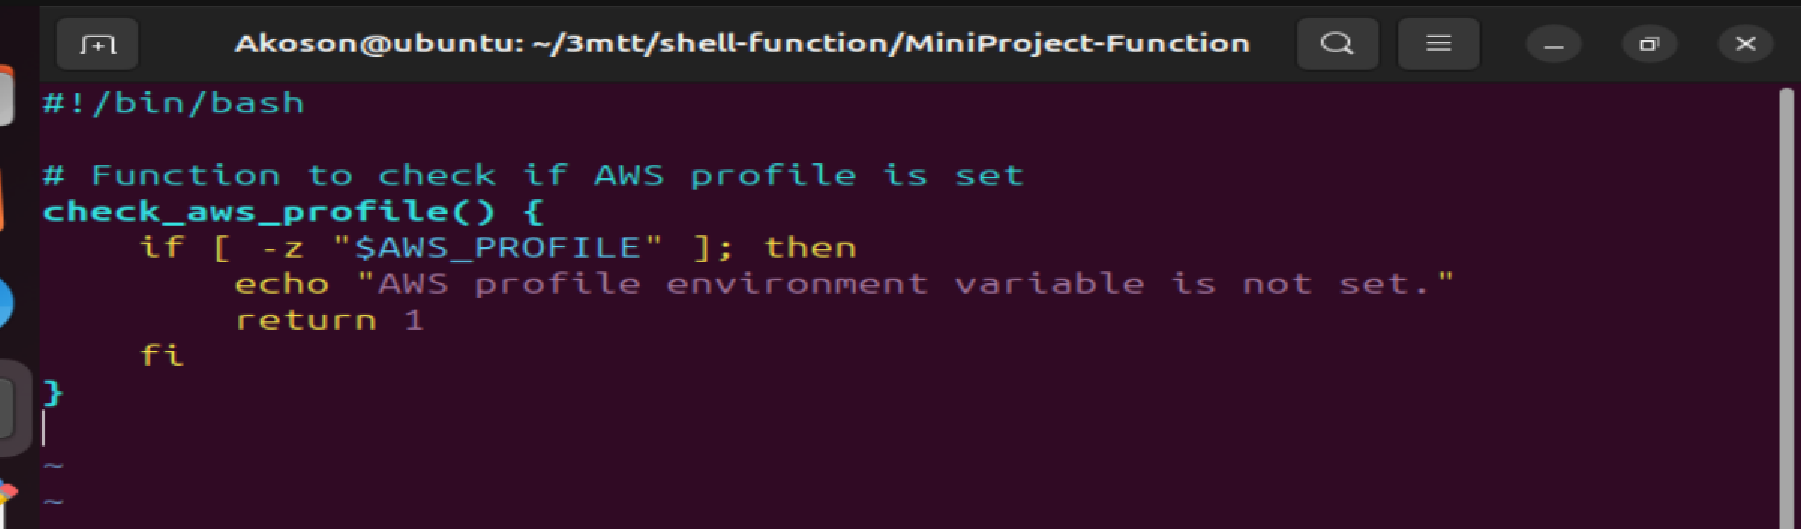 Akoson@ubuntu: ~/3mtt/shell-function/MiniProject-Function
#!/bin/bash

# Function to check if AWS profile is set
check_aws_profile() {
    if [ -z "$AWS_PROFILE" ]; then
        echo "AWS profile environment variable is not set."
        return 1
    fi
}

~
~